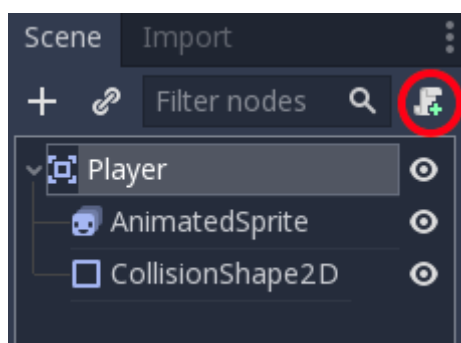 Scene Import
Filter nodes
Player
AnimatedSprite
CollisionShape2D